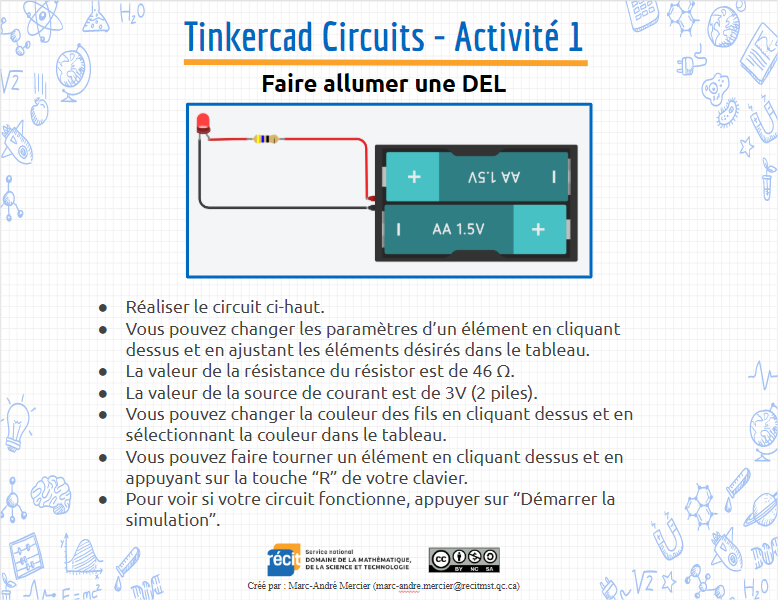 Tinkercad Circuits - Activité 1
Faire allumer une DEL
+ AA 1.5V I
I AA 1.5V +
● Réaliser le circuit ci-haut.
● Vous pouvez changer les paramètres d’un élément en cliquant
dessus et en ajustant les éléments désirés dans le tableau.
● La valeur de la résistance du résistor est de 46 Ω.
● La valeur de la source de courant est de 3V (2 piles).
● Vous pouvez changer la couleur des fils en cliquant dessus et en
sélectionnant la couleur dans le tableau.
● Vous pouvez faire tourner un élément en cliquant dessus et en
appuyant sur la touche “R” de votre clavier.
● Pour voir si votre circuit fonctionne, appuyer sur “Démarrer la
simulation”.
récit
Service national
DOMAINE DE LA MATHÉMATIQUE,
DE LA SCIENCE ET TECHNOLOGIE
cc
BY NC SA
Créé par : Marc-André Mercier (marc-andre.mercier@recitmst.qc.ca)
H₂O
√2
E=mc²
H₂O
√2